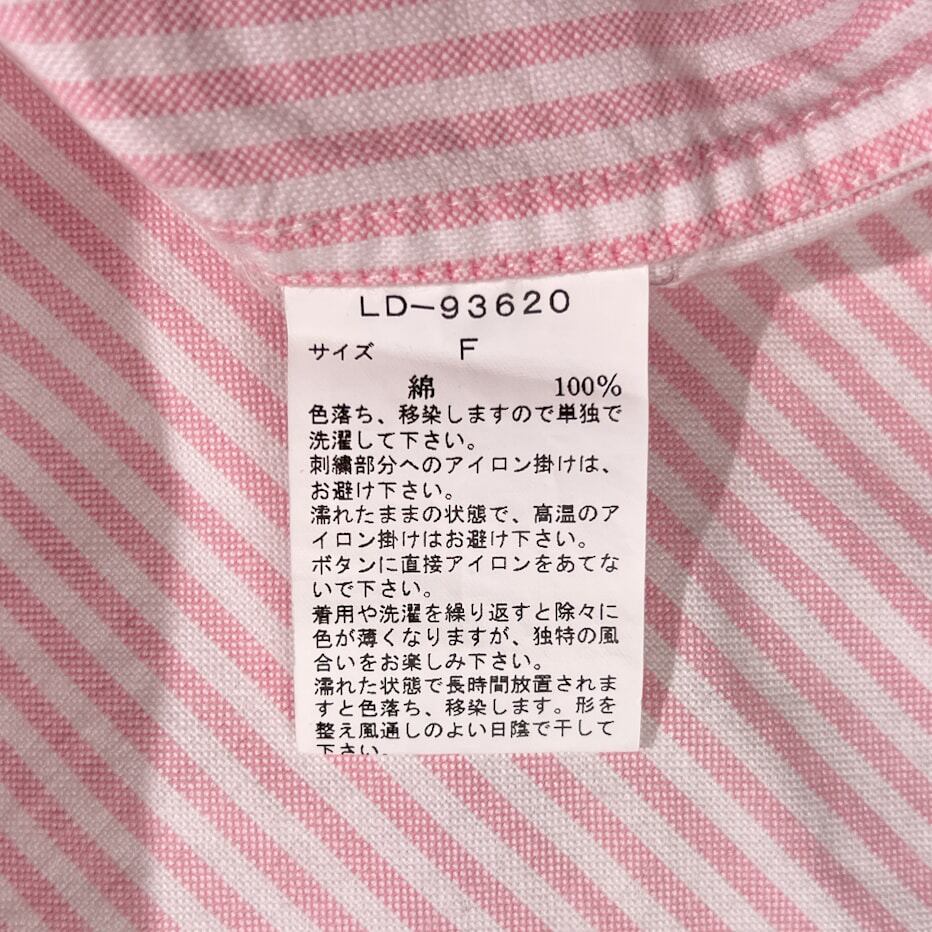 LD-93620
サイズ F
綿 100%
色落ち、移染しますので単独で
洗濯して下さい。
刺繍部分へのアイロン掛けは、
お避け下さい。
濡れたままの状態で、高温のア
イロン掛けはお避け下さい。
ボタンに直接アイロンをあてな
いで下さい。
着用や洗濯を繰り返すと除々に
色が薄くなりますが、独特の風
合いをお楽しみ下さい。
濡れた状態で長時間放置されま
すと色落ち、移染します。形を
整え風通しのよい日陰で干して
下さい。